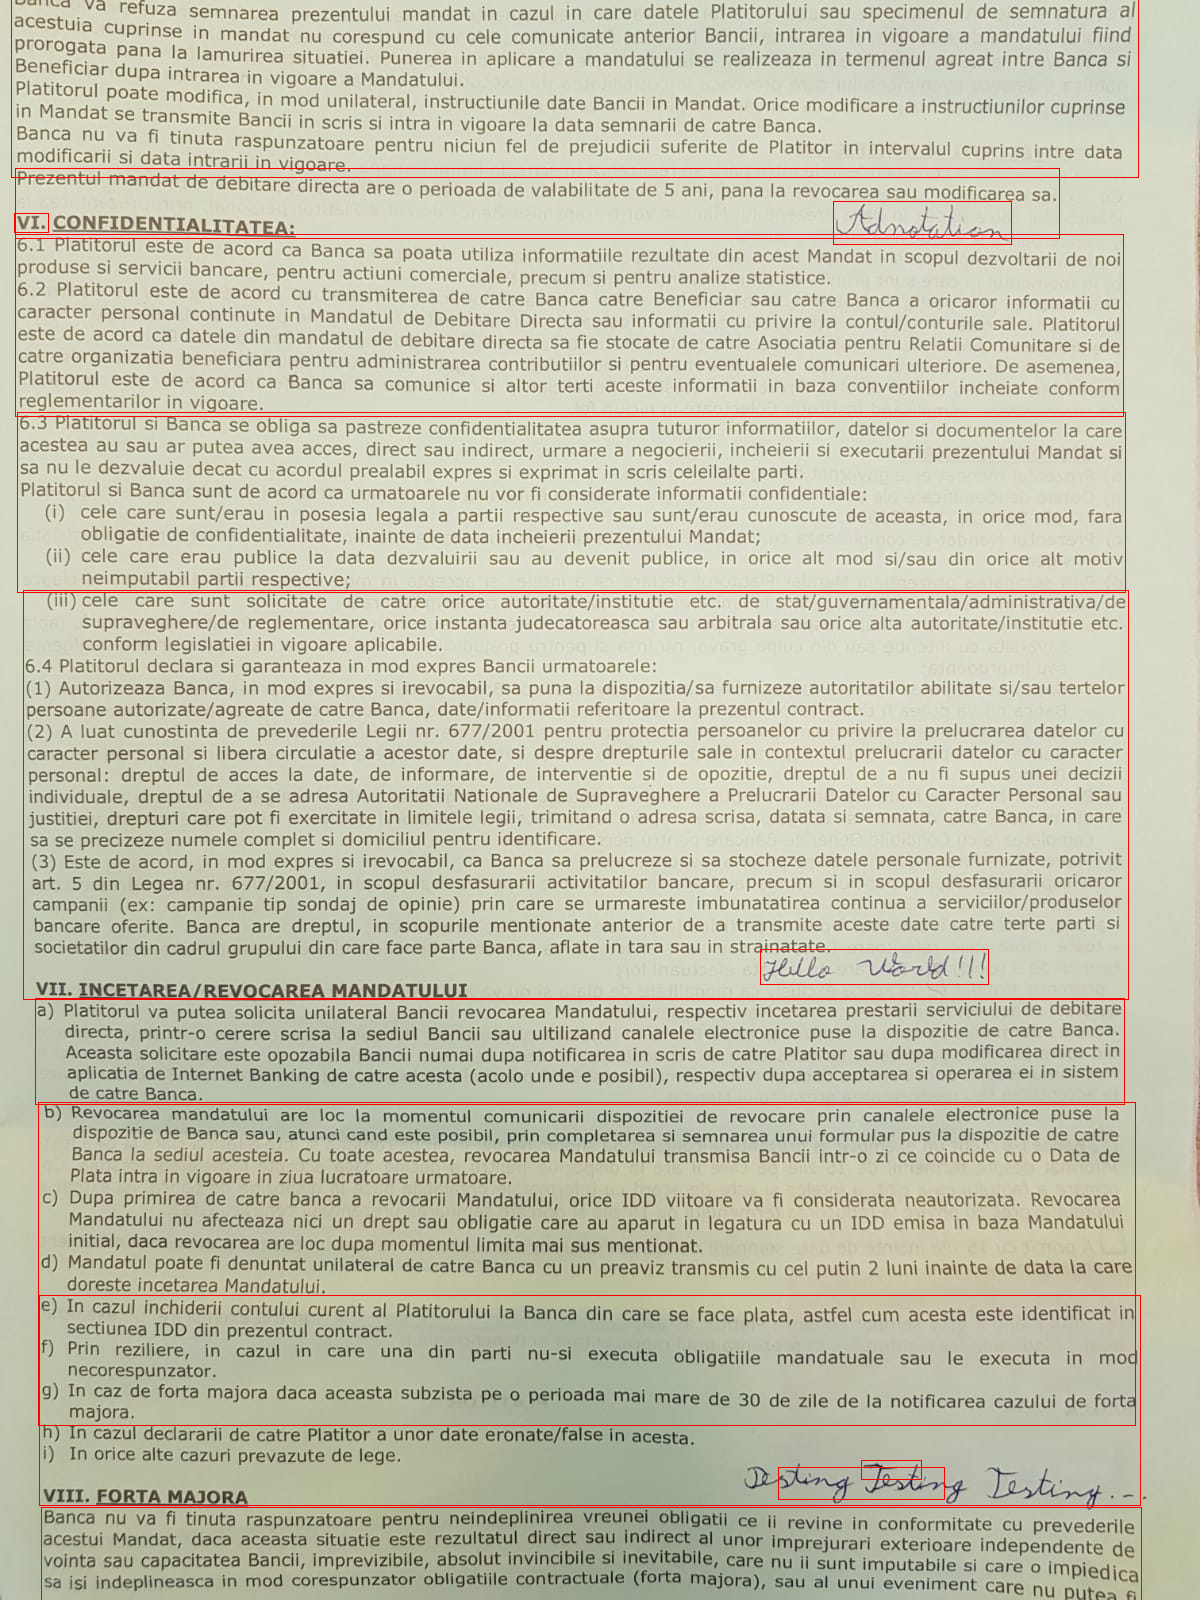 Banca va refuza semnarea prezentului mandat in cazul in care datele Platitorului sau specimenul de semnatura al
acestuia cuprinse in mandat nu corespund cu cele comunicate anterior Bancii, intrarea in vigoare a mandatului fiind
prorogata pana la lamurirea situatiei. Punerea in aplicare a mandatului se realizeaza in termenul agreat intre Banca si
Beneficiar dupa intrarea in vigoare a Mandatului.
Platitorul poate modifica, in mod unilateral, instructiunile date Bancii in Mandat. Orice modificare a instructiunilor cuprinse
in Mandat se transmite Bancii in scris si intra in vigoare la data semnarii de catre Banca.
Banca nu va fi tinuta raspunzatoare pentru niciun fel de prejudicii suferite de Platitor in intervalul cuprins intre data
modificarii si data intrarii in vigoare.
Prezentul mandat de debitare directa are o perioada de valabilitate de 5 ani, pana la revocarea sau modificarea sa.
Adnotation
VI. CONFIDENTIALITATEA:
6.1 Platitorul este de acord ca Banca sa poata utiliza informatiile rezultate din acest Mandat in scopul dezvoltarii de noi
produse si servicii bancare, pentru actiuni comerciale, precum si pentru analize statistice.
6.2 Platitorul este de acord cu transmiterea de catre Banca catre Beneficiar sau catre Banca a oricaror informatii cu
caracter personal continute in Mandatul de Debitare Directa sau informatii cu privire la contul/conturile sale. Platitorul
este de acord ca datele din mandatul de debitare directa sa fie stocate de catre Asociatia pentru Relatii Comunitare si de
catre organizatia beneficiara pentru administrarea contributiilor si pentru eventualele comunicari ulteriore. De asemenea,
Platitorul este de acord ca Banca sa comunice si altor terti aceste informatii in baza conventiilor incheiate conform
reglementarilor in vigoare.
6.3 Platitorul si Banca se obliga sa pastreze confidentialitatea asupra tuturor informatiilor, datelor si documentelor la care
acestea au sau ar putea avea acces, direct sau indirect, urmare a negocierii, incheierii si executarii prezentului Mandat si
sa nu le dezvaluie decat cu acordul prealabil expres si exprimat in scris celeilalte parti.
Platitorul si Banca sunt de acord ca urmatoarele nu vor fi considerate informatii confidentiale:
(i) cele care sunt/erau in posesia legala a partii respective sau sunt/erau cunoscute de aceasta, in orice mod, fara
obligatie de confidentialitate, inainte de data incheierii prezentului Mandat;
(ii) cele care erau publice la data dezvaluirii sau au devenit publice, in orice alt mod si/sau din orice alt motiv
neimputabil partii respective;
(iii) cele care sunt solicitate de catre orice autoritate/institutie etc. de stat/guvernamentala/administrativa/de
supraveghere/de reglementare, orice instanta judecatoreasca sau arbitrala sau orice alta autoritate/institutie etc.
conform legislatiei in vigoare aplicabile.
6.4 Platitorul declara si garanteaza in mod expres Bancii urmatoarele:
(1) Autorizeaza Banca, in mod expres si irevocabil, sa puna la dispozitia/sa furnizeze autoritatilor abilitate si/sau tertelor
persoane autorizate/agreate de catre Banca, date/informatii referitoare la prezentul contract.
(2) A luat cunostinta de prevederile Legii nr. 677/2001 pentru protectia persoanelor cu privire la prelucrarea datelor cu
caracter personal si libera circulatie a acestor date, si despre drepturile sale in contextul prelucrarii datelor cu caracter
personal: dreptul de acces la date, de informare, de interventie si de opozitie, dreptul de a nu fi supus unei decizii
individuale, dreptul de a se adresa Autoritatii Nationale de Supraveghere a Prelucrarii Datelor cu Caracter Personal sau
justitiei, drepturi care pot fi exercitate in limitele legii, trimitand o adresa scrisa, datata si semnata, catre Banca, in care
sa se precizeze numele complet si domiciliul pentru identificare.
(3) Este de acord, in mod expres si irevocabil, ca Banca sa prelucreze si sa stocheze datele personale furnizate, potrivit
art. 5 din Legea nr. 677/2001, in scopul desfasurarii activitatilor bancare, precum si in scopul desfasurarii oricaror
campanii (ex: campanie tip sondaj de opinie) prin care se urmareste imbunatatirea continua a serviciilor/produselor
bancare oferite. Banca are dreptul, in scopurile mentionate anterior de a transmite aceste date catre terte parti si
societatilor din cadrul grupului din care face parte Banca, aflate in tara sau in strainatate.
Hello World!!!
VII. INCETAREA/REVOCAREA MANDATULUI
a) Platitorul va putea solicita unilateral Bancii revocarea Mandatului, respectiv incetarea prestarii serviciului de debitare
directa, printr-o cerere scrisa la sediul Bancii sau ultilizand canalele electronice puse la dispozitie de catre Banca.
Aceasta solicitare este opozabila Bancii numai dupa notificarea in scris de catre Platitor sau dupa modificarea direct in
aplicatia de Internet Banking de catre acesta (acolo unde e posibil), respectiv dupa acceptarea si operarea ei in sistem
de catre Banca.
b) Revocarea mandatului are loc la momentul comunicarii dispozitiei de revocare prin canalele electronice puse la
dispozitie de Banca sau, atunci cand este posibil, prin completarea si semnarea unui formular pus la dispozitie de catre
Banca la sediul acesteia. Cu toate acestea, revocarea Mandatului transmisa Bancii intr-o zi ce coincide cu o Data de
Plata intra in vigoare in ziua lucratoare urmatoare.
c) Dupa primirea de catre banca a revocarii Mandatului, orice IDD viitoare va fi considerata neautorizata. Revocarea
Mandatului nu afecteaza nici un drept sau obligatie care au aparut in legatura cu un IDD emisa in baza Mandatului
initial, daca revocarea are loc dupa momentul limita mai sus mentionat.
d) Mandatul poate fi denuntat unilateral de catre Banca cu un preaviz transmis cu cel putin 2 luni inainte de data la care
doreste incetarea Mandatului.
e) In cazul inchiderii contului curent al Platitorului la Banca din care se face plata, astfel cum acesta este identificat in
sectiunea IDD din prezentul contract.
f) Prin reziliere, in cazul in care una din parti nu-si executa obligatiile mandatuale sau le executa in mod
necorespunzator.
g) In caz de forta majora daca aceasta subzista pe o perioada mai mare de 30 de zile de la notificarea cazului de forta
majora.
h) In cazul declararii de catre Platitor a unor date eronate/false in acesta.
i) In orice alte cazuri prevazute de lege.
Testing Testing Testing...
VIII. FORTA MAJORA
Banca nu va fi tinuta raspunzatoare pentru neindeplinirea vreunei obligatii ce ii revine in conformitate cu prevederile
acestui Mandat, daca aceasta situatie este rezultatul direct sau indirect al unor imprejurari exterioare independente de
vointa sau capacitatea Bancii, imprevizibile, absolut invincibile si inevitabile, care nu ii sunt imputabile si care o impiedica
sa isi indeplineasca in mod corespunzator obligatiile contractuale (forta majora), sau al unui eveniment care nu putea fi